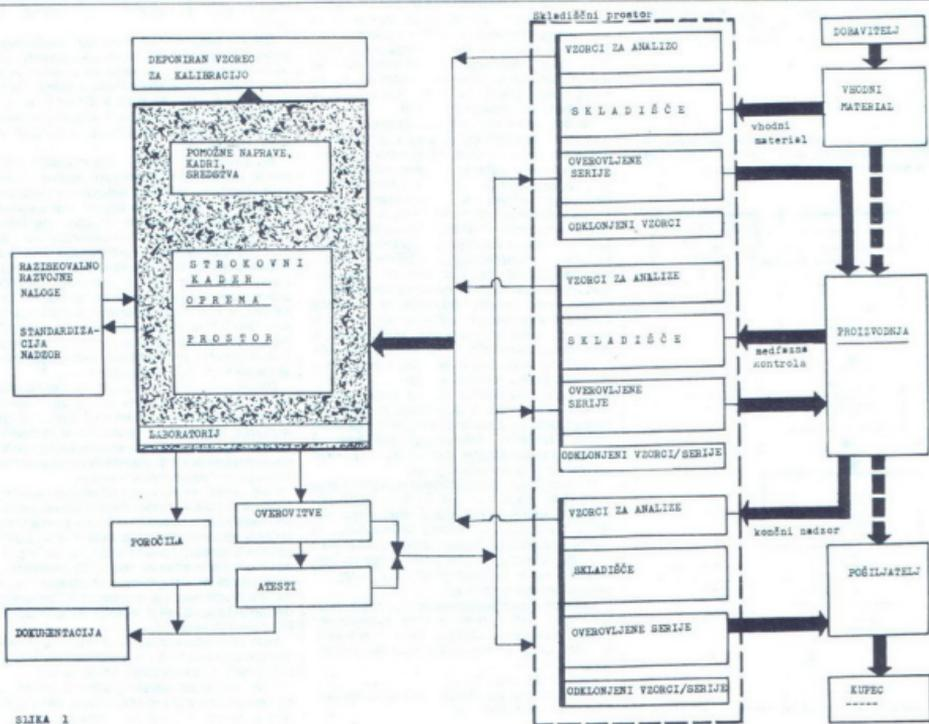 Skladiščni prostor
DEPONIRAN VZOREC
ZA KALIBRACIJO
POMOŽNE NAPRAVE,
KADRI,
SREDSTVA
RAZISKOVALNO
RAZVOJNE
NALOGE
STANDARDIZA-
CIJA
NADZOR
STROKOVNI
KADER
OPREMA
PROSTOR
LABORATORIJ
POROČILA
OVEROVITVE
ATESTI
DOKUMENTACIJA
VZORCI ZA ANALIZO
SKLADIŠČE
OVEROVLJENE
SERIJE
ODKLONJENI VZORCI
VZORCI ZA ANALIZE
SKLADIŠČE
OVEROVLJENE
SERIJE
ODKLONJENI VZORCI/SERIJE
VZORCI ZA ANALIZE
SKLADIŠČE
OVEROVLJENE SERIJE
ODKLONJENI VZORCI/SERIJE
DOBAVITELJ
VHODNI
MATERIAL
vhodni
material
PROIZVODNJA
medfazna
kontrola
končni nadzor
POŠILJATELJ
KUPEC
SLIKA 1